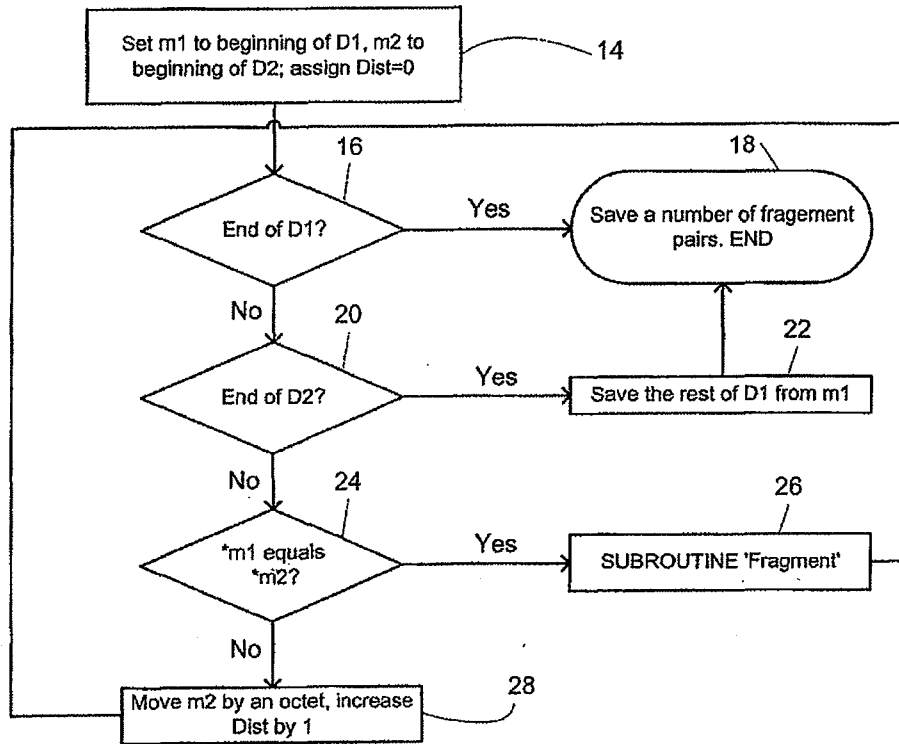 Set m1 to beginning of D1, m2 to
beginning of D2; assign Dist=0
14
16
End of D1?
Yes
18
Save a number of fragement
pairs. END
No
20
End of D2?
Yes
22
Save the rest of D1 from m1
No
24
*m1 equals
*m2?
Yes
26
SUBROUTINE 'Fragment'
No
Move m2 by an octet, increase
Dist by 1
28